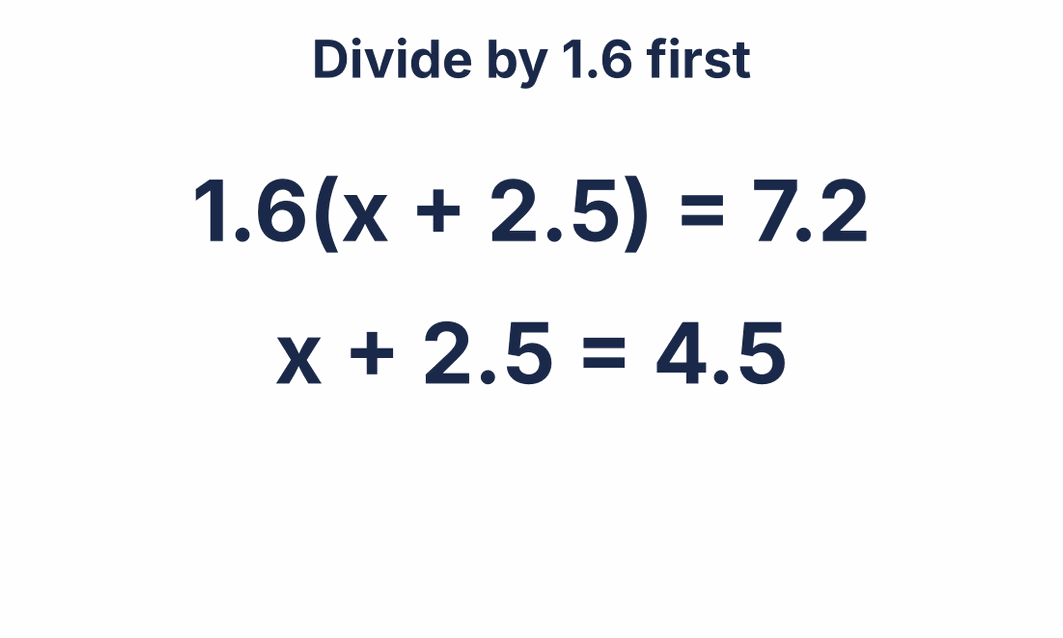 Divide by 1.6 first
1.6(x + 2.5) = 7.2
x + 2.5 = 4.5